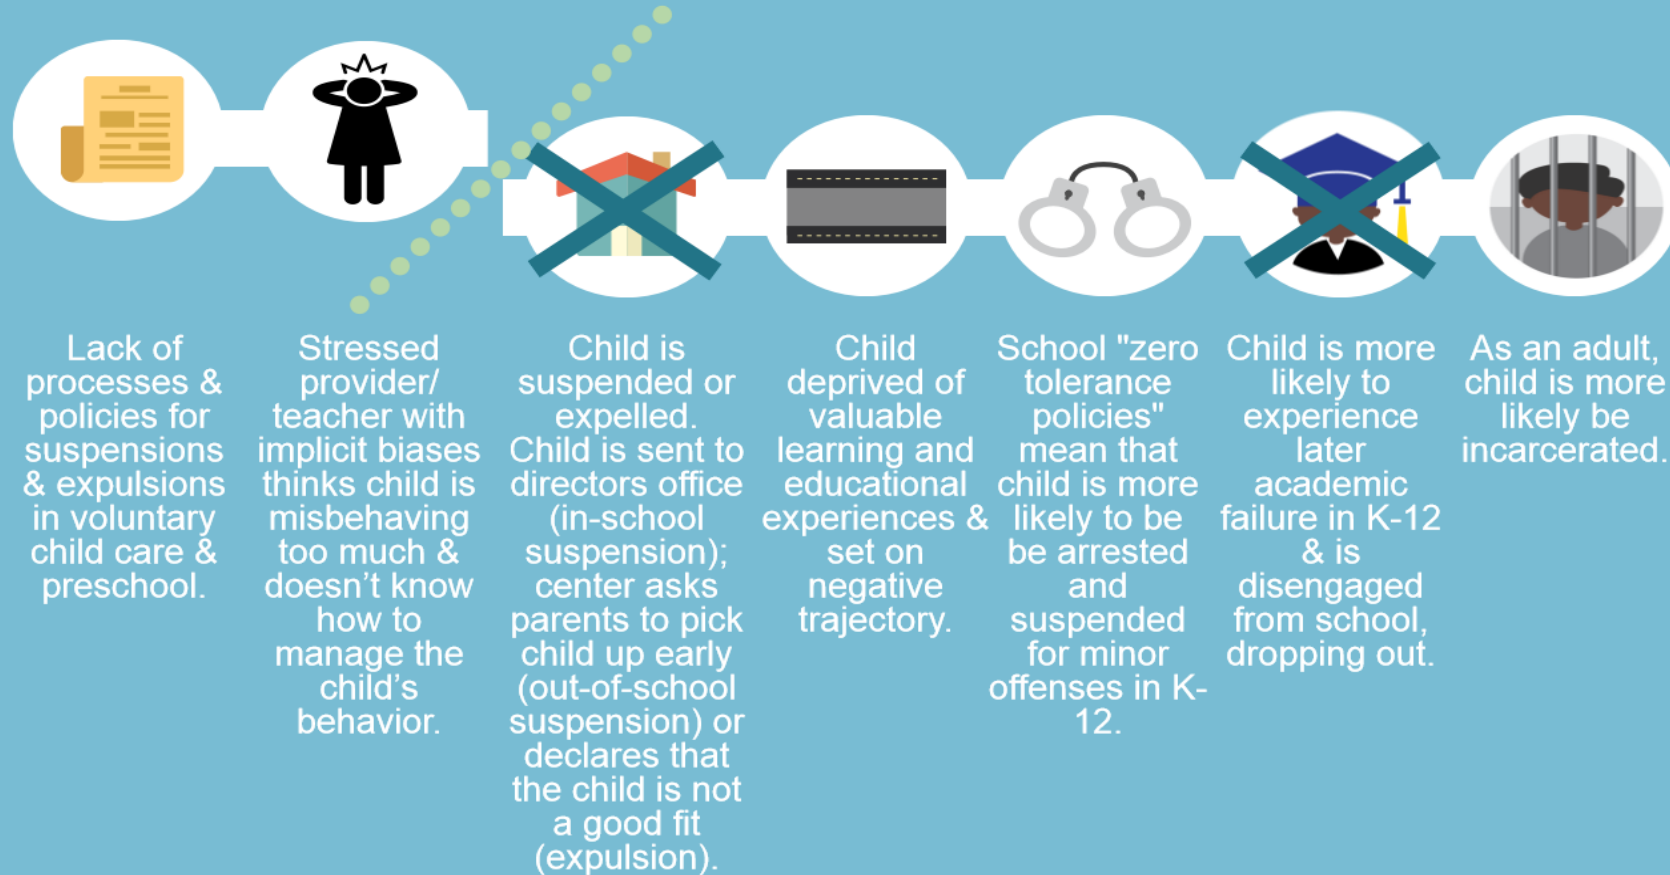 Lack of
processes &
policies for
suspensions
& expulsions
in voluntary
child care &
preschool.
Stressed
provider/
teacher with
implicit biases
thinks child is
misbehaving
too much &
doesn’t know
how to
manage the
child’s
behavior.
Child is
suspended or
expelled.
Child is sent to
directors office
(in-school
suspension);
center asks
parents to pick
child up early
(out-of-school
suspension) or
declares that
the child is not
a good fit
(expulsion).
Child
deprived of
valuable
learning and
educational
experiences &
set on
negative
trajectory.
School "zero
tolerance
policies"
mean that
child is more
likely to be
be arrested
and
suspended
for minor
offenses in K-
12.
Child is more
likely to
experience
later
academic
failure in K-12
& is
disengaged
from school,
dropping out.
As an adult,
child is more
likely be
incarcerated.